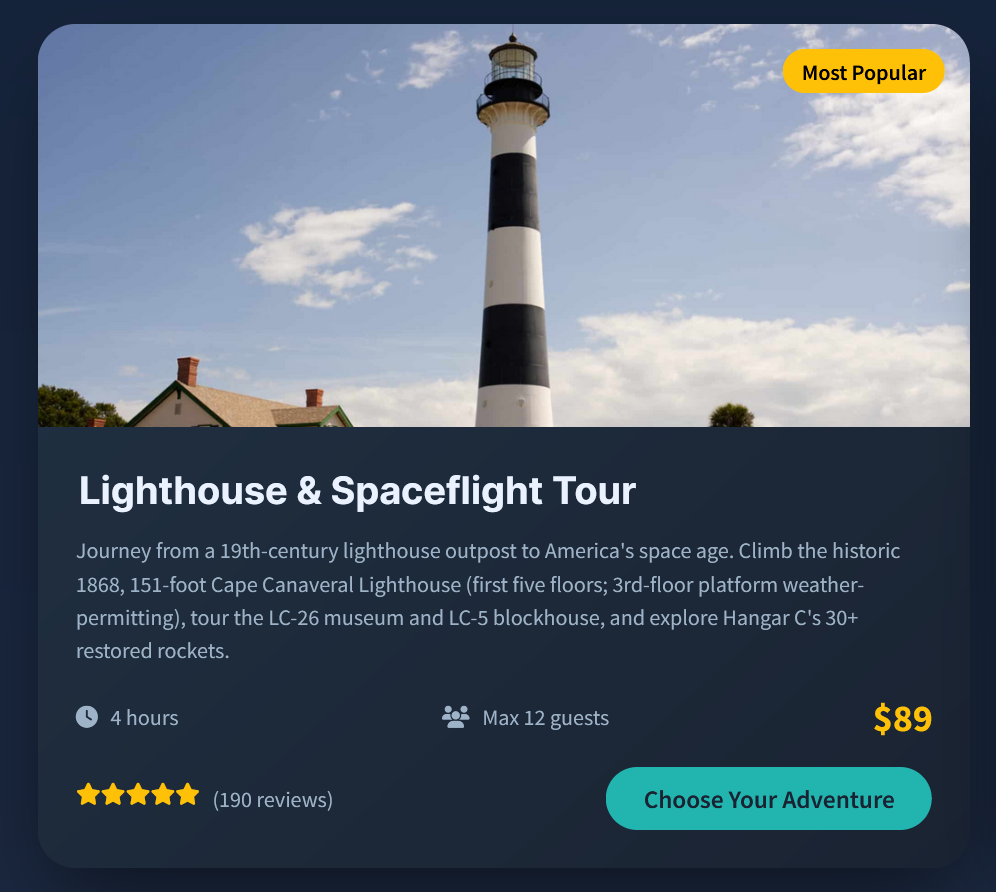 Most Popular
Lighthouse & Spaceflight Tour
Journey from a 19th-century lighthouse outpost to America's space age. Climb the historic
1868, 151-foot Cape Canaveral Lighthouse (first five floors; 3rd-floor platform weather-
permitting), tour the LC-26 museum and LC-5 blockhouse, and explore Hangar C's 30+
restored rockets.
4 hours
Max 12 guests
$89
(190 reviews)
Choose Your Adventure